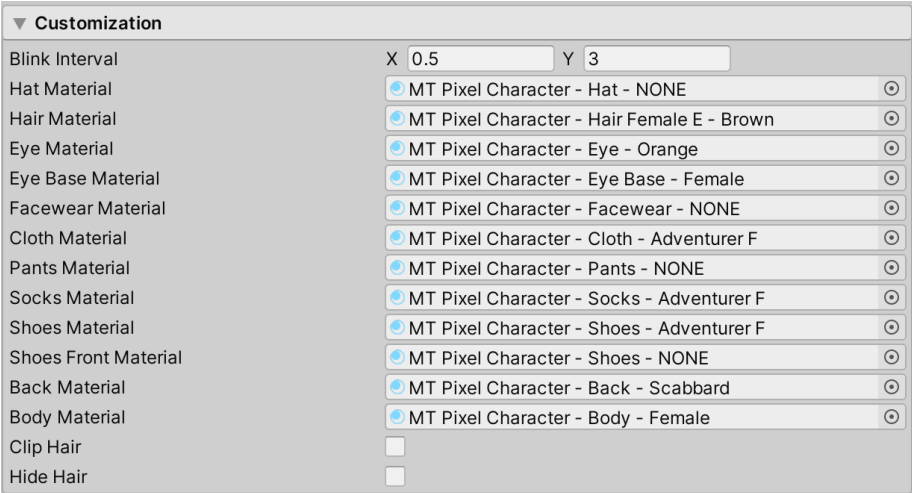 Customization
Blink Interval X 0.5 Y 3
Hat Material MT Pixel Character - Hat - NONE
Hair Material MT Pixel Character - Hair Female E - Brown
Eye Material MT Pixel Character - Eye - Orange
Eye Base Material MT Pixel Character - Eye Base - Female
Facewear Material MT Pixel Character - Facewear - NONE
Cloth Material MT Pixel Character - Cloth - Adventurer F
Pants Material MT Pixel Character - Pants - NONE
Socks Material MT Pixel Character - Socks - Adventurer F
Shoes Material MT Pixel Character - Shoes - Adventurer F
Shoes Front Material MT Pixel Character - Shoes - NONE
Back Material MT Pixel Character - Back - Scabbard
Body Material MT Pixel Character - Body - Female
Clip Hair
Hide Hair